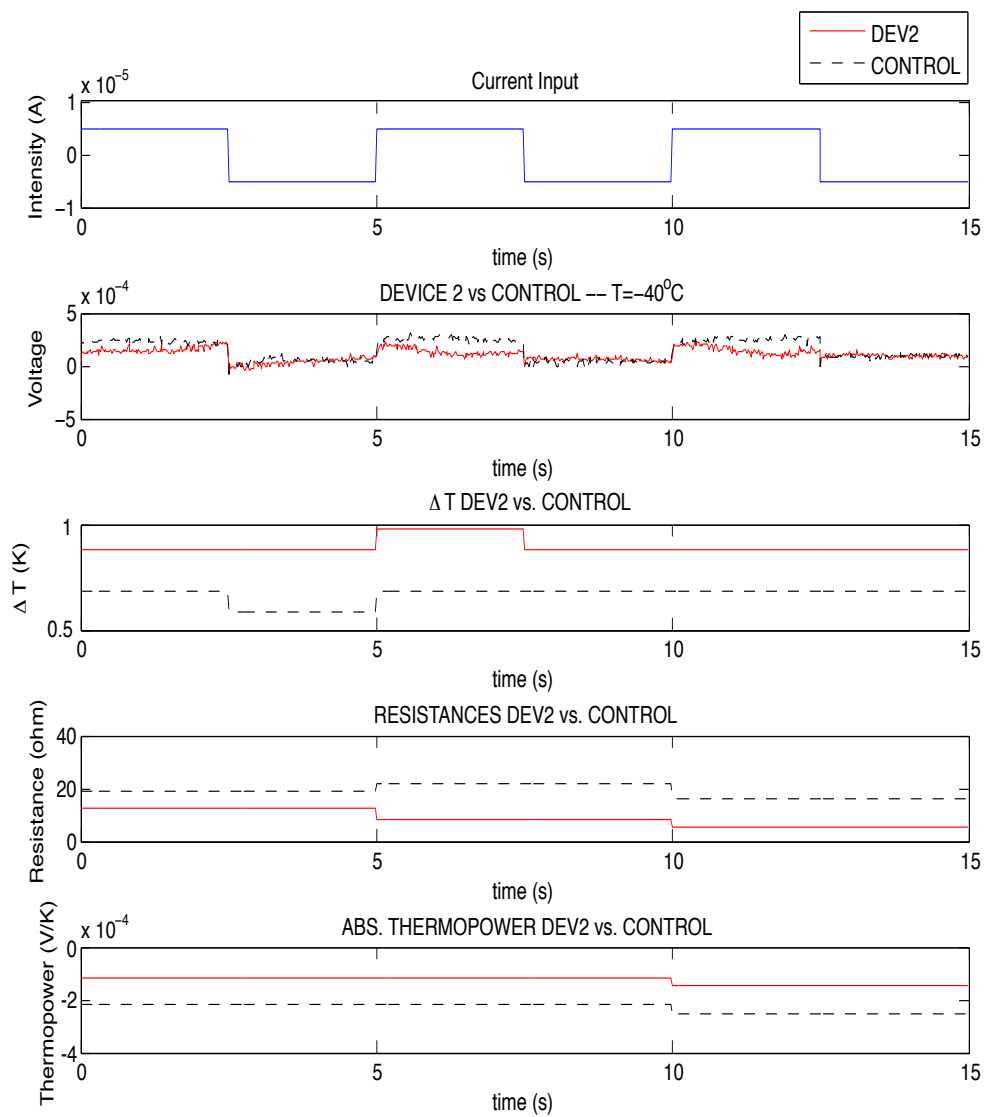 DEV2
CONTROL
x 10⁻⁵
Current Input
Intensity (A)
1
0
−1
0 5 10 15
time (s)
x 10⁻⁴
DEVICE 2 vs CONTROL −− T=−40⁰C
Voltage
5
0
−5
0 5 10 15
time (s)
Δ T DEV2 vs. CONTROL
Δ T (K)
1
0.5
0 5 10 15
time (s)
RESISTANCES DEV2 vs. CONTROL
Resistance (ohm)
40
20
0
0 5 10 15
time (s)
x 10⁻⁴
ABS. THERMOPOWER DEV2 vs. CONTROL
Thermopower (V/K)
0
−2
−4
0 5 10 15
time (s)